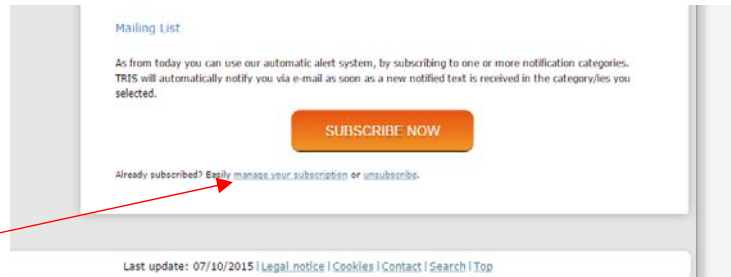 Mailing List
As from today you can use our automatic alert system, by subscribing to one or more notification categories.
TRIS will automatically notify you via e-mail as soon as a new notified text is received in the category/ies you
selected.
SUBSCRIBE NOW
Already subscribed? Easily manage your subscription or unsubscribe.
Last update: 07/10/2015 | Legal notice | Cookies | Contact | Search | Top